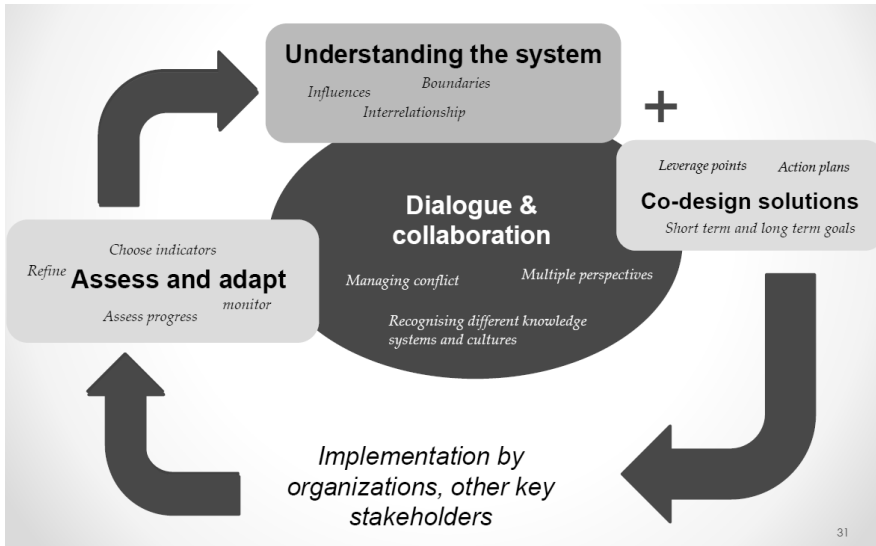 Understanding the system
Influences
Boundaries
Interrelationship
+
Leverage points
Action plans
Co-design solutions
Short term and long term goals
Dialogue &
collaboration
Managing conflict
Multiple perspectives
Recognising different knowledge
systems and cultures
Choose indicators
Refine
Assess and adapt
monitor
Assess progress
Implementation by
organizations, other key
stakeholders
31